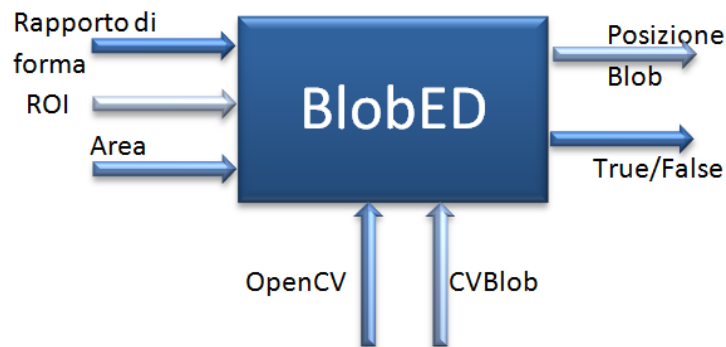 Rapporto di
forma
ROI
Area
BlobED
Posizione
Blob
True/False
OpenCV
CVBlob